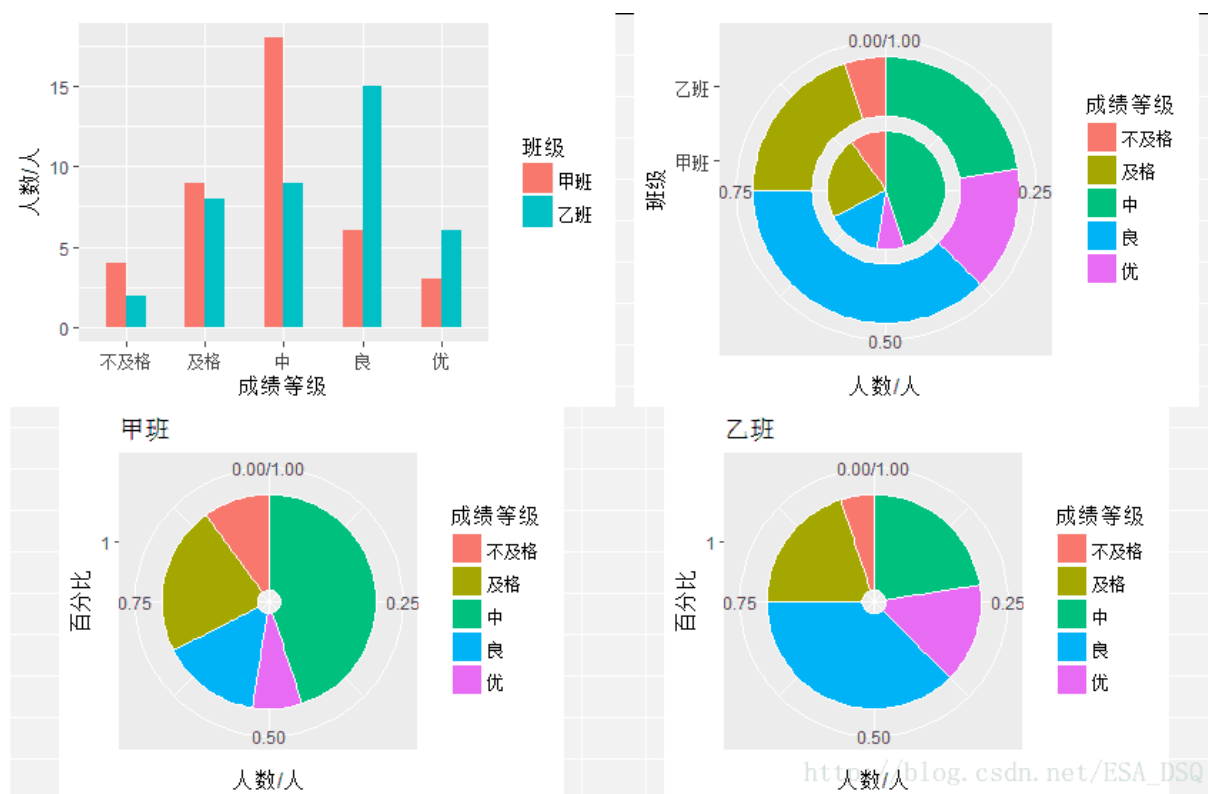 15
10
5
0
人数/人
不及格
及格
中
良
优
成绩等级
班级
甲班
乙班
0.00/1.00
乙班
甲班
班级
0.75
0.25
0.50
人数/人
成绩等级
不及格
及格
中
良
优
甲班
0.00/1.00
1
百分比
0.75
0.25
0.50
人数/人
成绩等级
不及格
及格
中
良
优
乙班
0.00/1.00
1
百分比
0.75
0.25
0.50
人数/人
成绩等级
不及格
及格
中
良
优
http://blog.csdn.net/ESA_DSQ